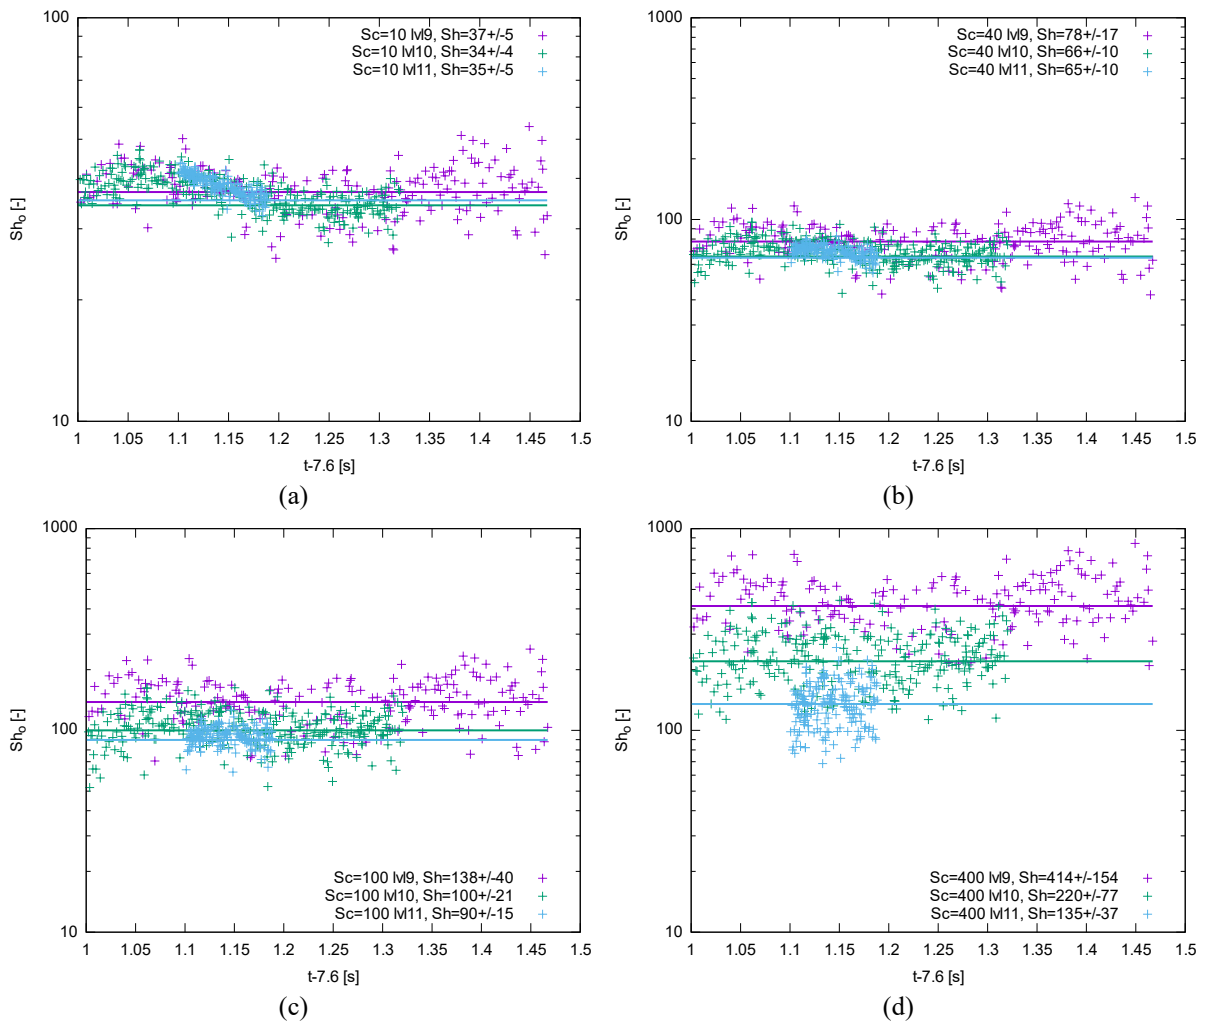 100
10
Sh₀ [-]
Sc=10 lvl9, Sh=37+/-5
Sc=10 lvl10, Sh=34+/-4
Sc=10 lvl11, Sh=35+/-5
1 1.05 1.1 1.15 1.2 1.25 1.3 1.35 1.4 1.45 1.5
t-7.6 [s]
(a)
1000
100
10
Sh₀ [-]
Sc=40 lvl9, Sh=78+/-17
Sc=40 lvl10, Sh=66+/-10
Sc=40 lvl11, Sh=65+/-10
1 1.05 1.1 1.15 1.2 1.25 1.3 1.35 1.4 1.45 1.5
t-7.6 [s]
(b)
1000
100
10
Sh₀ [-]
Sc=100 lvl9, Sh=138+/-40
Sc=100 lvl10, Sh=100+/-21
Sc=100 lvl11, Sh=90+/-15
1 1.05 1.1 1.15 1.2 1.25 1.3 1.35 1.4 1.45 1.5
t-7.6 [s]
(c)
1000
100
10
Sh₀ [-]
Sc=400 lvl9, Sh=414+/-154
Sc=400 lvl10, Sh=220+/-77
Sc=400 lvl11, Sh=135+/-37
1 1.05 1.1 1.15 1.2 1.25 1.3 1.35 1.4 1.45 1.5
t-7.6 [s]
(d)